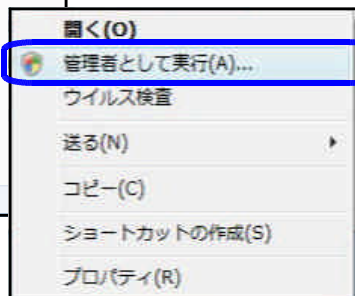 開く(O)
管理者として実行(A)...
ウイルス検査
送る(N)
コピー(C)
ショートカットの作成(S)
プロパティ(R)